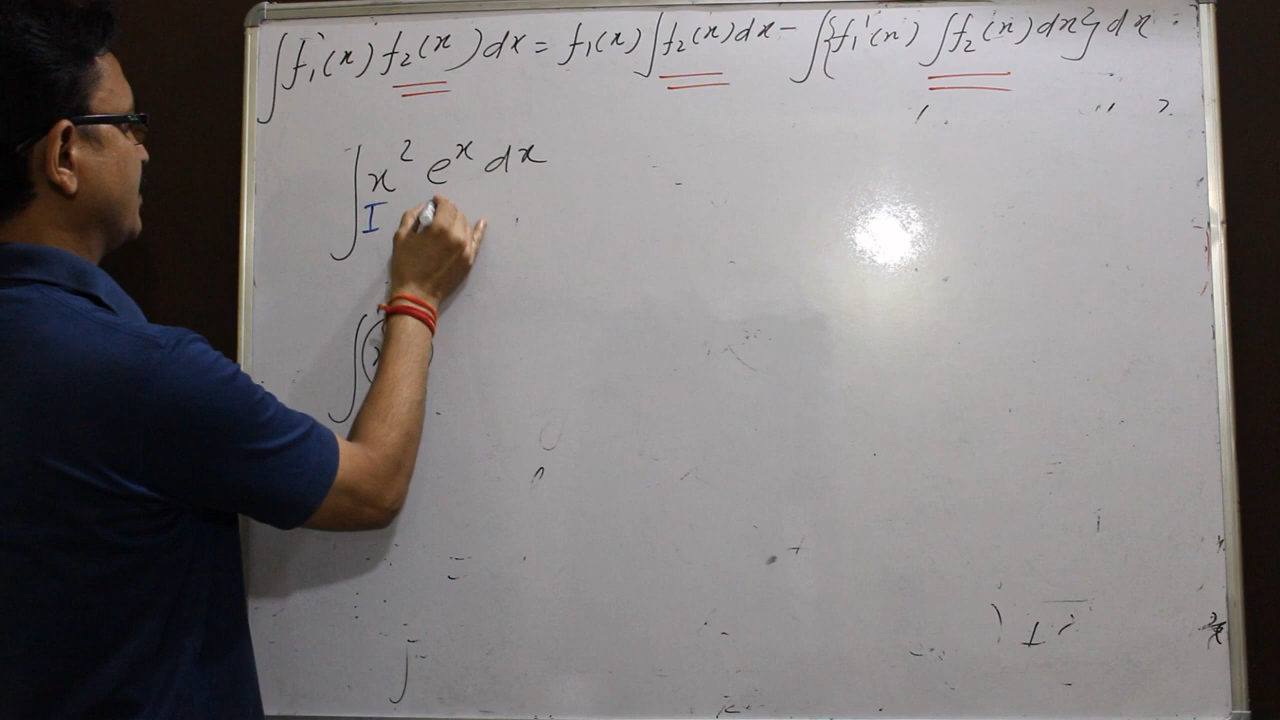 ∫ f₁(x) f₂(x) dx = f₁(x) ∫ f₂(x) dx - ∫ { f₁'(x) ∫ f₂(x) dx } dx
∫ x² eˣ dx
I
∫ (x